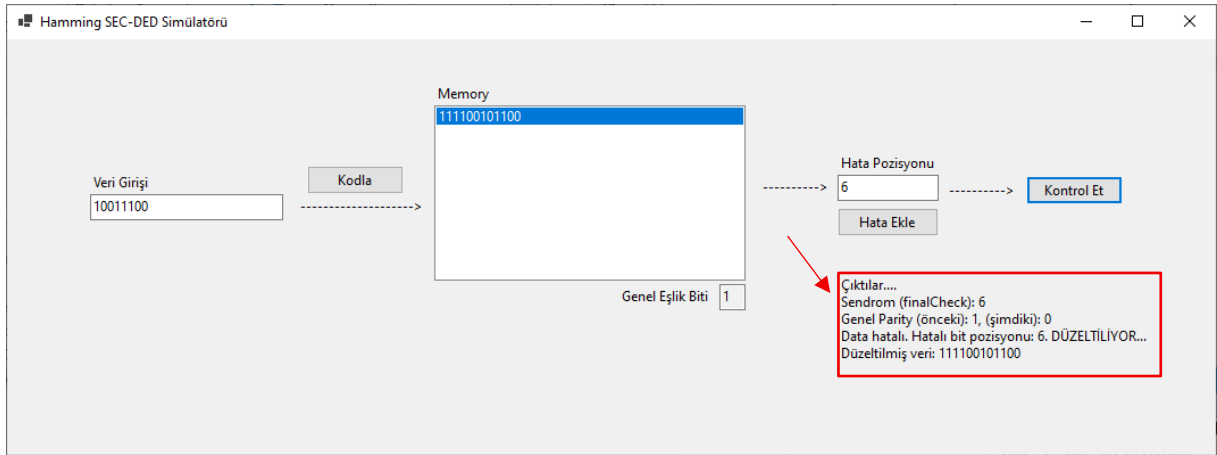 Hamming SEC-DED Simülatörü
Memory
111100101100
Hata Pozisyonu
Veri Girişi
Kodla
----------> 6 ----------> Kontrol Et
10011100
------------------->
Hata Ekle
Genel Eşlik Biti 1
Çıktılar....
Sendrom (finalCheck): 6
Genel Parity (önceki): 1, (şimdiki): 0
Data hatalı. Hatalı bit pozisyonu: 6. DÜZELTİLİYOR...
Düzeltilmiş veri: 111100101100